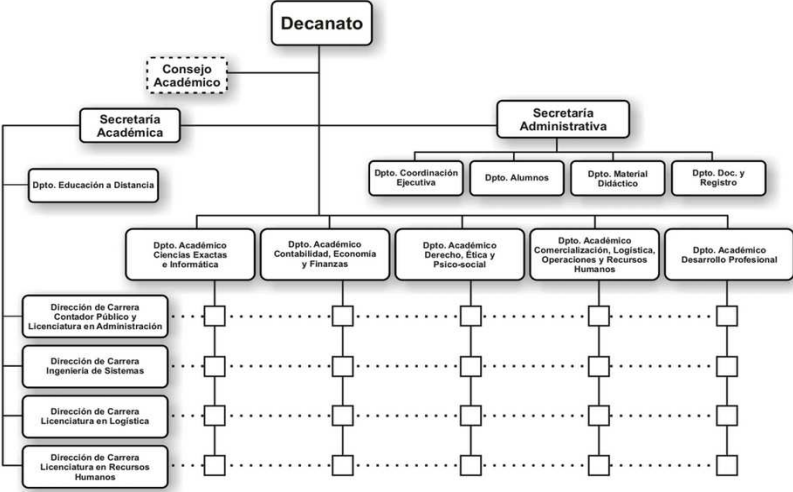 Decanato
Consejo
Académico
Secretaría
Académica
Secretaría
Administrativa
Dpto. Educación a Distancia
Dpto. Coordinación
Ejecutiva
Dpto. Alumnos
Dpto. Material
Didáctico
Dpto. Doc. y
Registro
Dpto. Académico
Ciencias Exactas
e Informática
Dpto. Académico
Contabilidad, Economía
y Finanzas
Dpto. Académico
Derecho, Ética y
Psico-social
Dpto. Académico
Comercialización, Logística,
Operaciones y Recursos
Humanos
Dpto. Académico
Desarrollo Profesional
Dirección de Carrera
Contador Público y
Licenciatura en Administración
Dirección de Carrera
Ingeniería de Sistemas
Dirección de Carrera
Licenciatura en Logística
Dirección de Carrera
Licenciatura en Recursos
Humanos